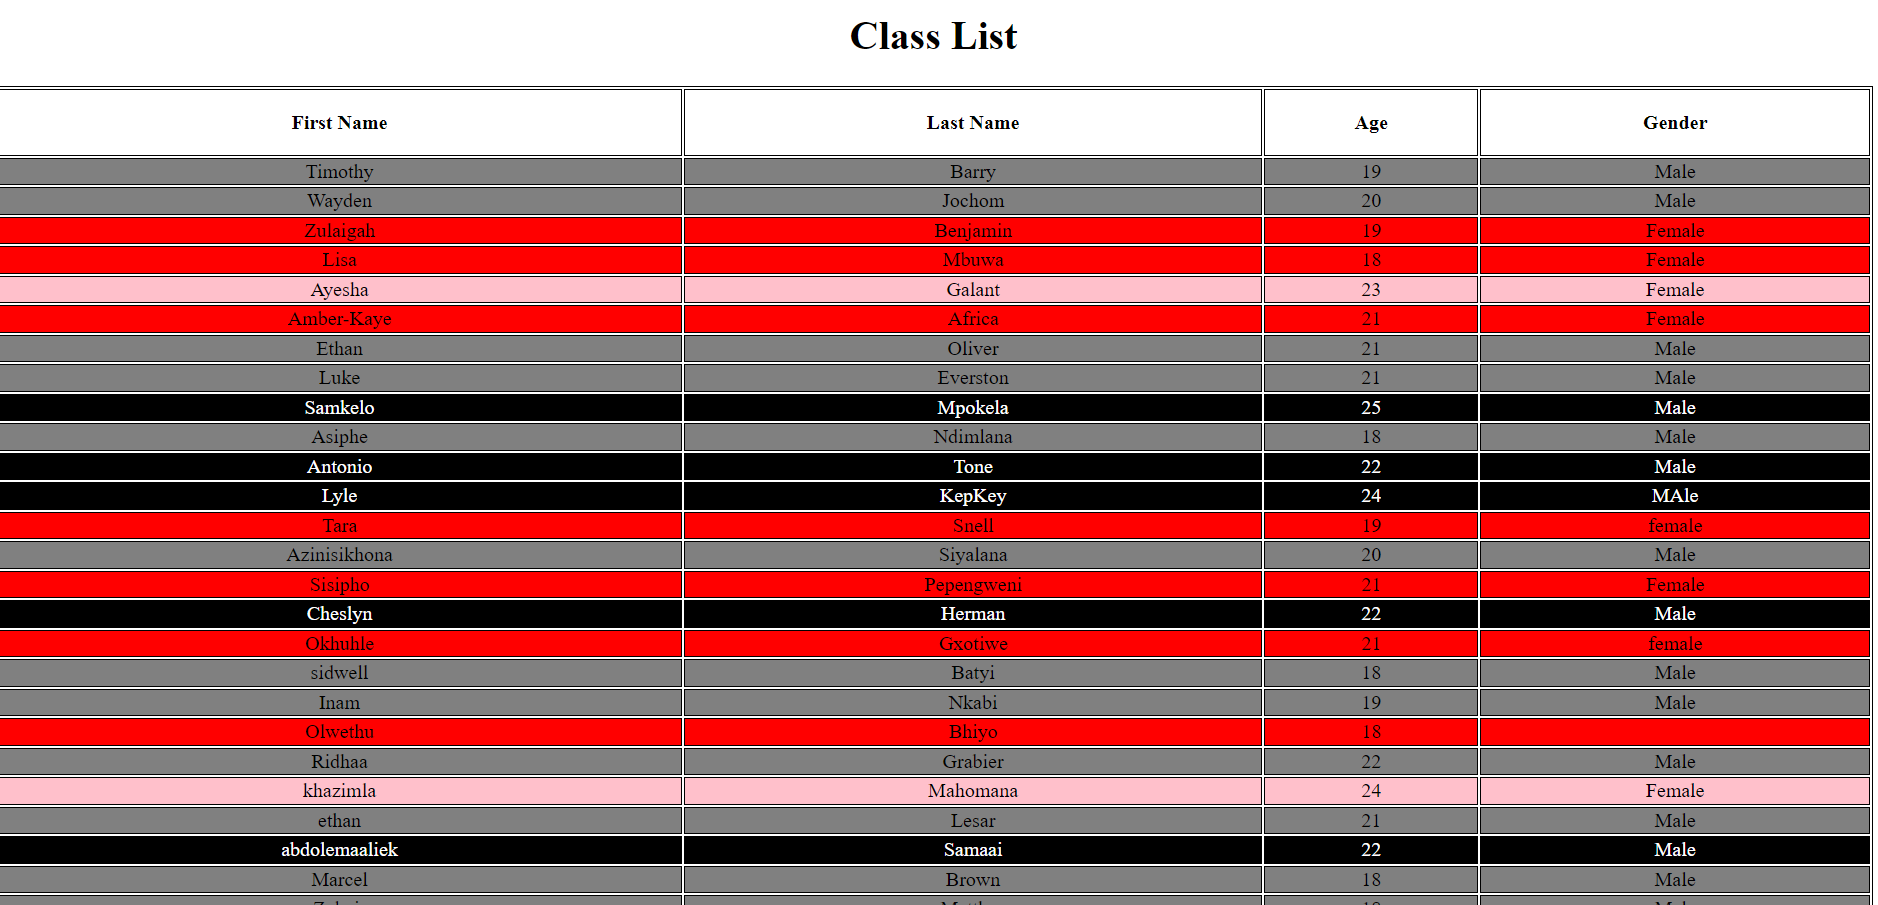 Class List
First Name Last Name Age Gender
Timothy Barry 19 Male
Wayden Jochom 20 Male
Zulaigah Benjamin 19 Female
Lisa Mbuwa 18 Female
Ayesha Galant 23 Female
Amber-Kaye Africa 21 Female
Ethan Oliver 21 Male
Luke Everston 21 Male
Samkelo Mpokela 25 Male
Asiphe Ndimlana 18 Male
Antonio Tone 22 Male
Lyle KepKey 24 MAle
Tara Snell 19 female
Azinisikhona Siyalana 20 Male
Sisipho Pepengweni 21 Female
Cheslyn Herman 22 Male
Okhuhle Gxotiwe 21 female
sidwell Batyi 18 Male
Inam Nkabi 19 Male
Olwethu Bhiyo 18
Ridhaa Grabier 22 Male
khazimla Mahomana 24 Female
ethan Lesar 21 Male
abdolemaaliek Samaai 22 Male
Marcel Brown 18 Male